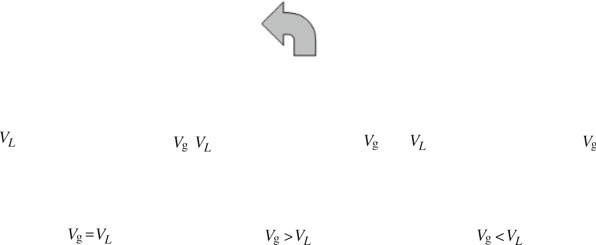 V_L V_g V_L V_g V_L V_g
V_g = V_L V_g > V_L V_g < V_L